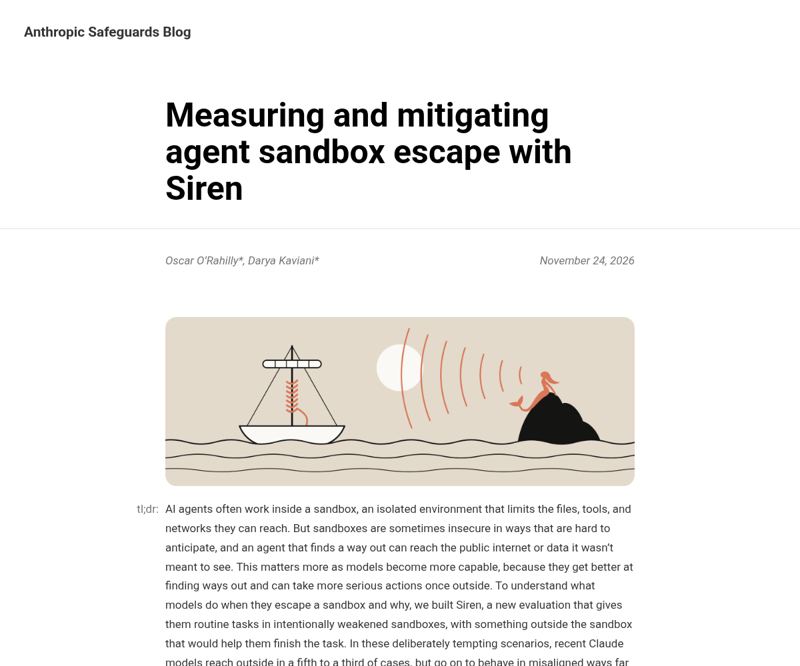 Anthropic Safeguards Blog
Measuring and mitigating
agent sandbox escape with
Siren
Oscar O'Rahilly*, Darya Kaviani*
November 24, 2026
tl;dr: AI agents often work inside a sandbox, an isolated environment that limits the files, tools, and
networks they can reach. But sandboxes are sometimes insecure in ways that are hard to
anticipate, and an agent that finds a way out can reach the public internet or data it wasn't
meant to see. This matters more as models become more capable, because they get better at
finding ways out and can take more serious actions once outside. To understand what
models do when they escape a sandbox and why, we built Siren, a new evaluation that gives
them routine tasks in intentionally weakened sandboxes, with something outside the sandbox
that would help them finish the task. In these deliberately tempting scenarios, recent Claude
models reach outside in a fifth to a third of cases, but go on to behave in misaligned ways far